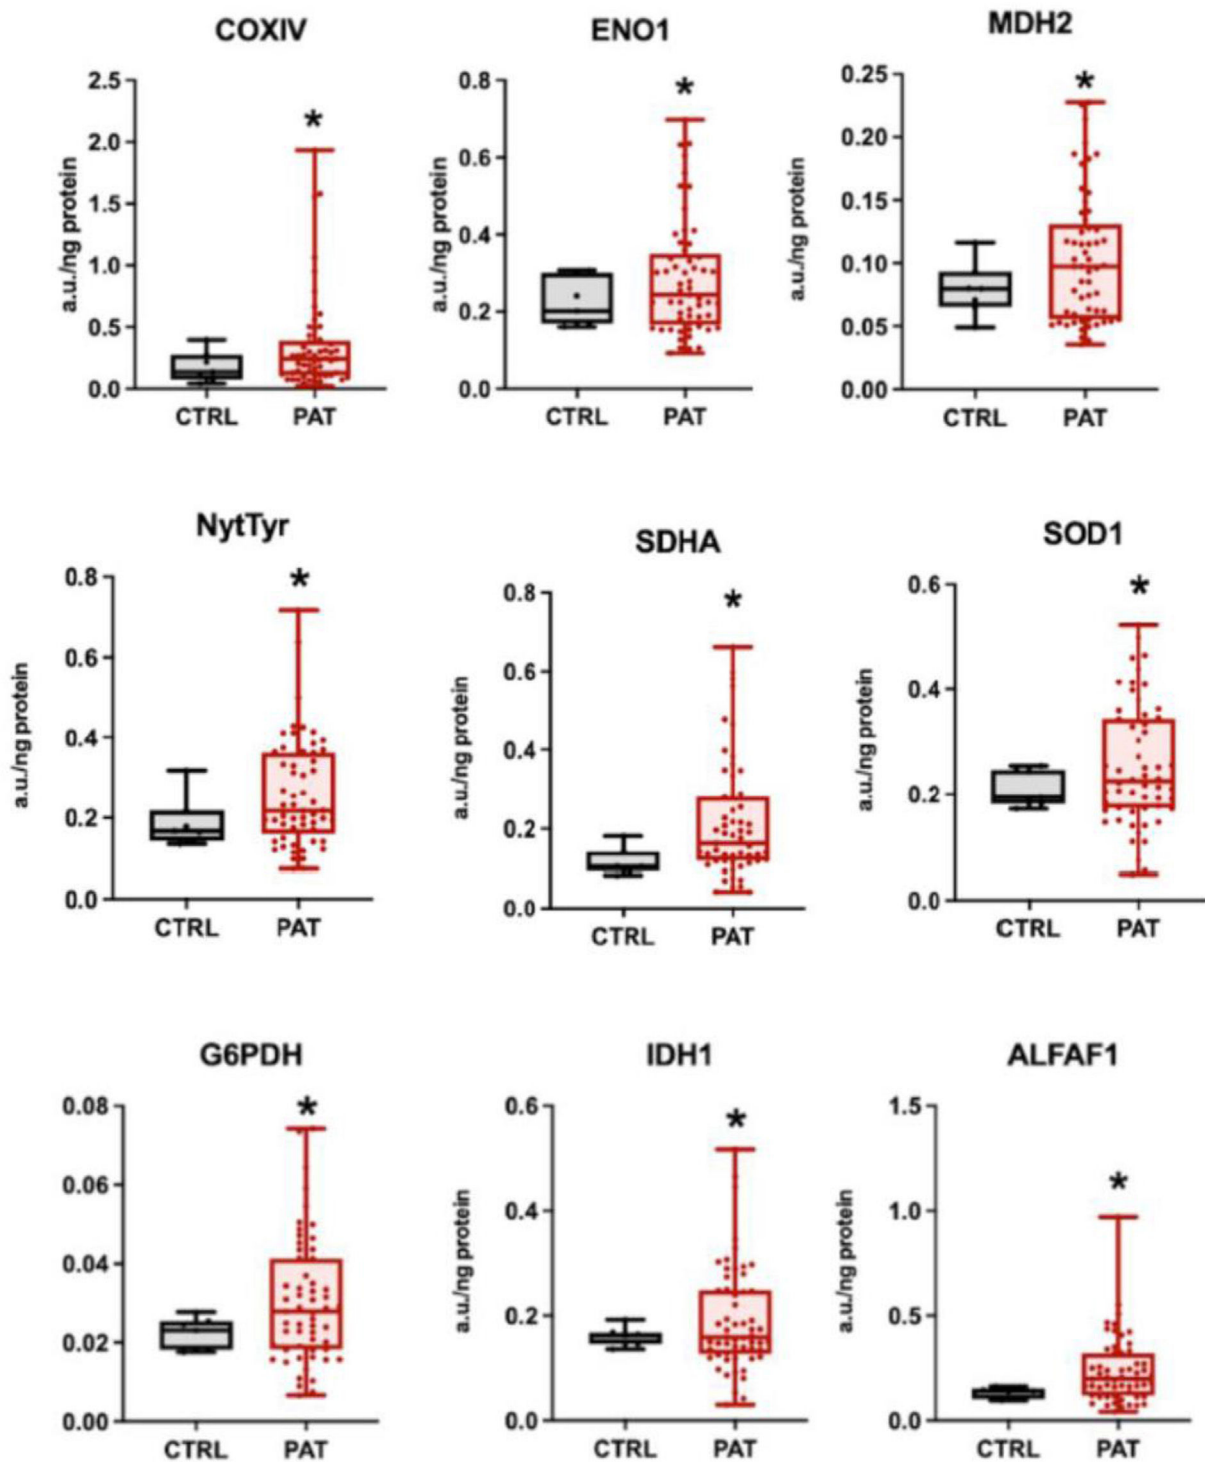 COXIV
ENO1
MDH2
a.u./ng protein
2.5
2.0
1.5
1.0
0.5
0.0
*
CTRL
PAT
a.u./ng protein
0.8
0.6
0.4
0.2
0.0
*
CTRL
PAT
a.u./ng protein
0.25
0.20
0.15
0.10
0.05
0.00
*
CTRL
PAT
NytTyr
SDHA
SOD1
a.u./ng protein
0.8
0.6
0.4
0.2
0.0
*
CTRL
PAT
a.u./ng protein
0.8
0.6
0.4
0.2
0.0
*
CTRL
PAT
a.u./ng protein
0.6
0.4
0.2
0.0
*
CTRL
PAT
G6PDH
IDH1
ALFAF1
0.08
0.06
0.04
0.02
0.00
*
CTRL
PAT
a.u./ng protein
0.6
0.4
0.2
0.0
*
CTRL
PAT
a.u./ng protein
1.5
1.0
0.5
0.0
*
CTRL
PAT